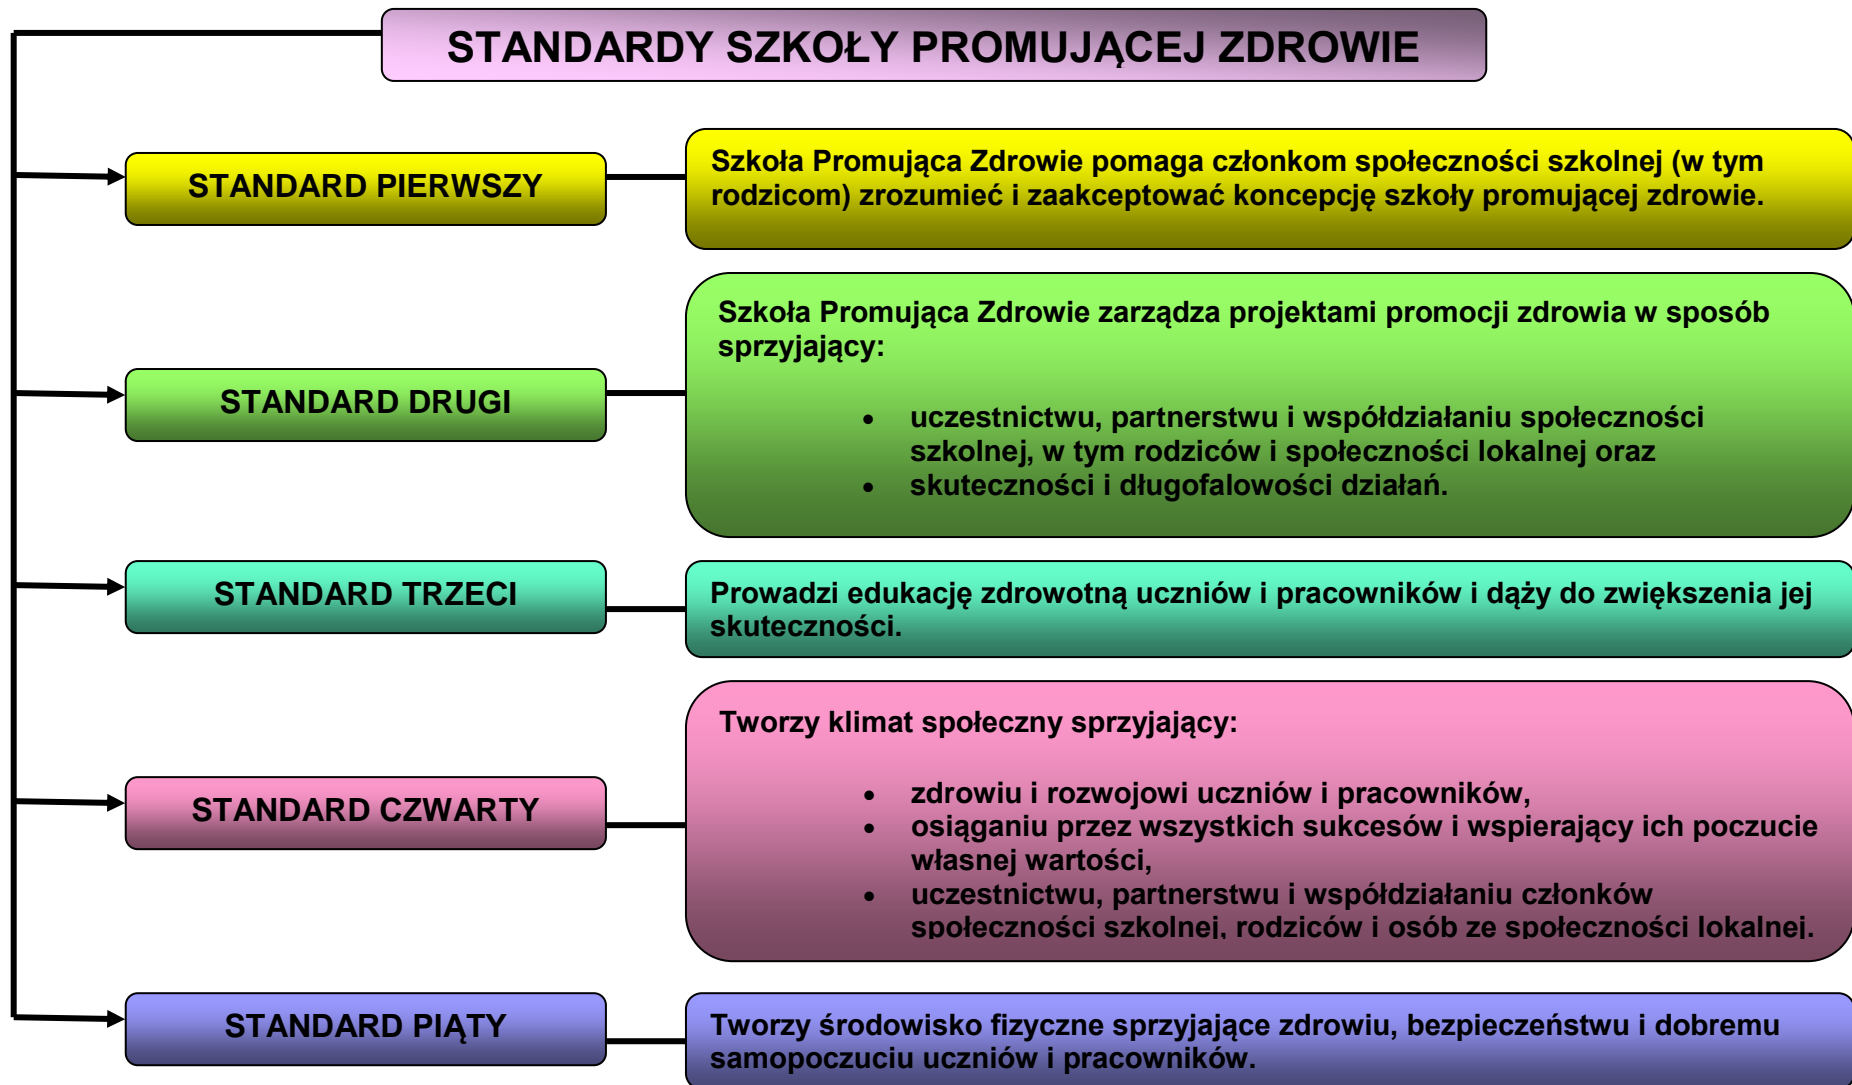 STANDARDY SZKOŁY PROMUJĄCEJ ZDROWIE
STANDARD PIERWSZY
Szkoła Promująca Zdrowie pomaga członkom społeczności szkolnej (w tym
rodzicom) zrozumieć i zaakceptować koncepcję szkoły promującej zdrowie.
STANDARD DRUGI
Szkoła Promująca Zdrowie zarządza projektami promocji zdrowia w sposób
sprzyjający:
• uczestnictwu, partnerstwu i współdziałaniu społeczności
szkolnej, w tym rodziców i społeczności lokalnej oraz
• skuteczności i długofalowości działań.
STANDARD TRZECI
Prowadzi edukację zdrowotną uczniów i pracowników i dąży do zwiększenia jej
skuteczności.
STANDARD CZWARTY
Tworzy klimat społeczny sprzyjający:
• zdrowiu i rozwojowi uczniów i pracowników,
• osiąganiu przez wszystkich sukcesów i wspierający ich poczucie
własnej wartości,
• uczestnictwu, partnerstwu i współdziałaniu członków
społeczności szkolnej, rodziców i osób ze społeczności lokalnej.
STANDARD PIĄTY
Tworzy środowisko fizyczne sprzyjające zdrowiu, bezpieczeństwu i dobremu
samopoczuciu uczniów i pracowników.